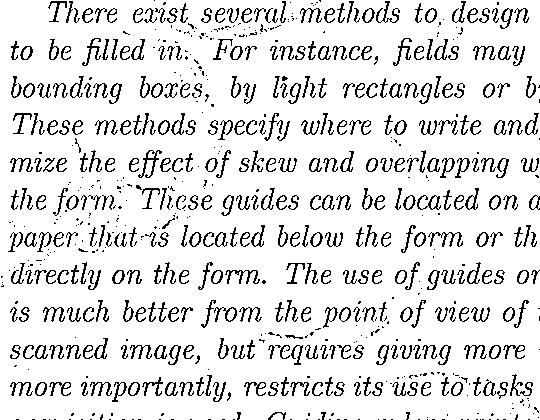 There exist several methods to design
to be filled in. For instance, fields may
bounding boxes, by light rectangles or
These methods specify where to write and
mize the effect of skew and overlapping
the form. These guides can be located on a
paper that is located below the form or
directly on the form. The use of guides
is much better from the point of view of
scanned image, but requires giving more
more importantly, restricts its use to tasks